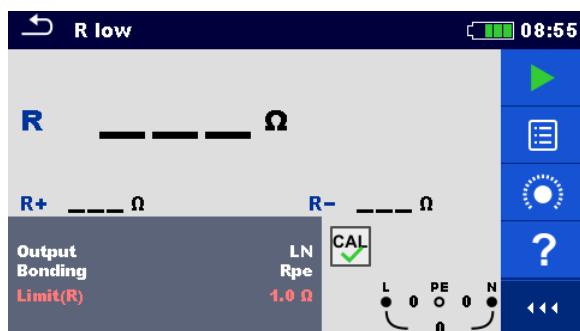 R low 08:55
R ___ Ω
R+ ___ Ω R- ___ Ω
Output LN
Bonding Rpe
Limit(R) 1.0 Ω
CAL
?
L PE N
0 0
0